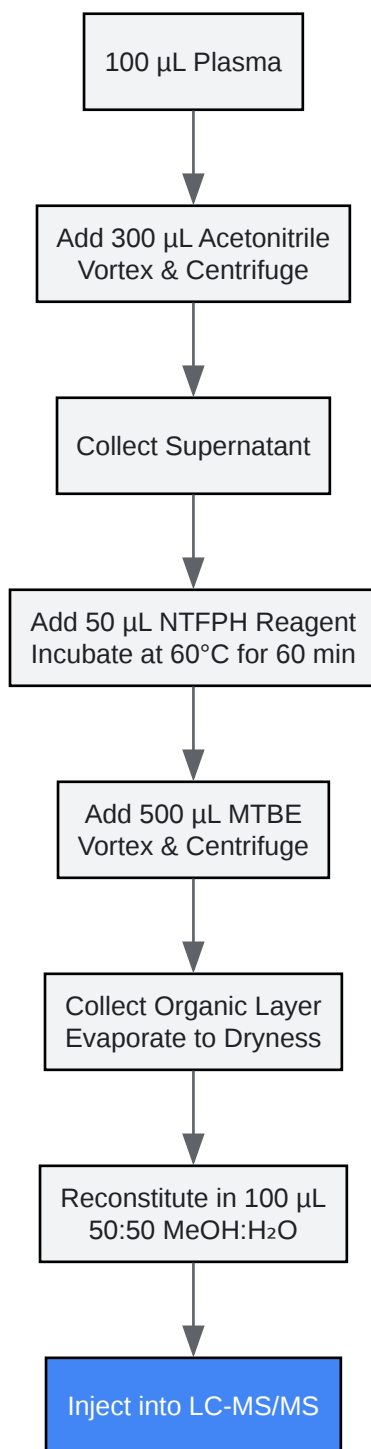 100 µL Plasma
Add 300 µL Acetonitrile
Vortex & Centrifuge
Collect Supernatant
Add 50 µL NTFPH Reagent
Incubate at 60°C for 60 min
Add 500 µL MTBE
Vortex & Centrifuge
Collect Organic Layer
Evaporate to Dryness
Reconstitute in 100 µL
50:50 MeOH:H₂O
Inject into LC-MS/MS